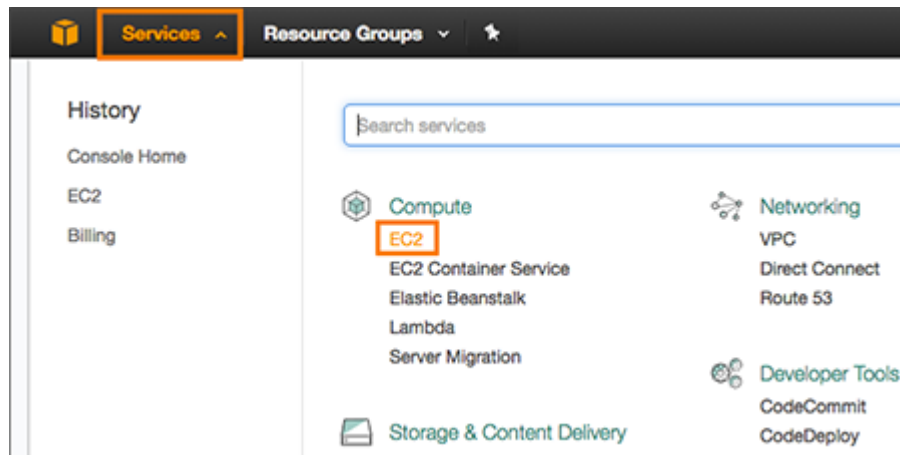 Services
Resource Groups
History
Console Home
EC2
Billing
Search services
Compute
EC2
EC2 Container Service
Elastic Beanstalk
Lambda
Server Migration
Storage & Content Delivery
Networking
VPC
Direct Connect
Route 53
Developer Tools
CodeCommit
CodeDeploy